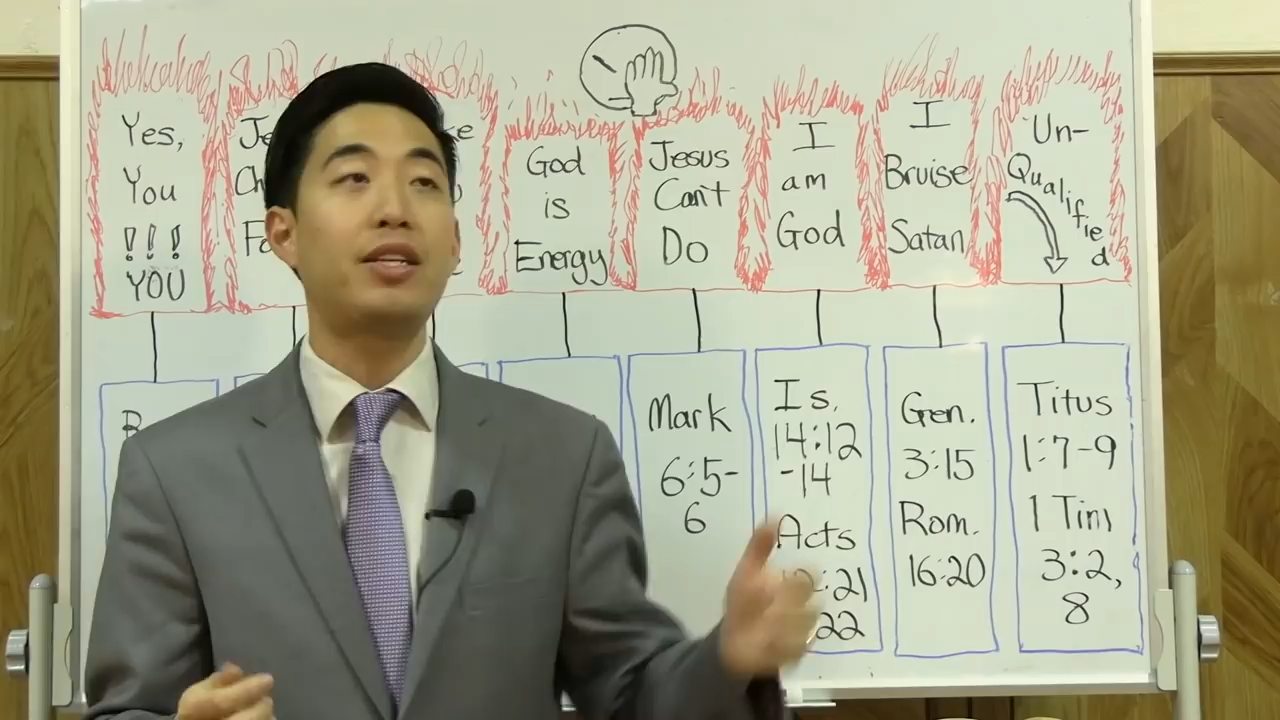 Yes,
You
!!!
YOU
God
is
Energy
Jesus
Can't
Do
I
am
God
I
Bruise
Satan
Un-
Qualified
Mark
6:5-
6
Is.
14:12
-14
Acts
:21
22
Gen.
3:15
Rom.
16:20
Titus
1:7-9
1 Tim
3:2,
8